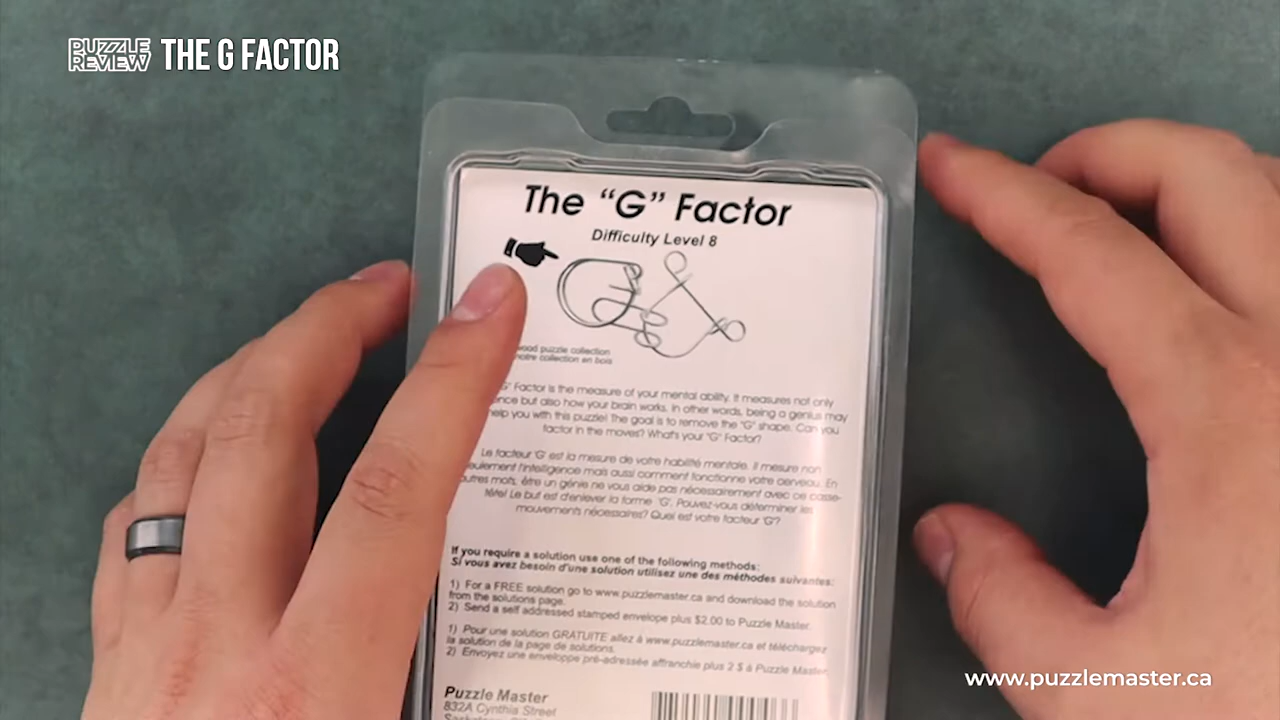 PUZZLE
REVIEW THE G FACTOR
The “G” Factor
Difficulty Level 8
wood puzzle collection
notre collection en bois
Factor is the measure of your mental ability. It measures not only
but also how your brain works. In other words, being a genius may
help you with this puzzle! The goal is to remove the "G" shape. Can you
factor in the moves? What's your "G" Factor?
Le facteur 'G' est la mesure de votre habilité mentale. Il mesure non
seulement l'intelligence mais aussi comment fonctionne votre cerveau. En
autres mots, être un génie ne vous aide pas nécessairement avec ce casse-
tête! Le but est d'enlever la forme 'G'. Pouvez-vous déterminer les
mouvements nécessaires? Quel est votre facteur 'G'?
If you require a solution use one of the following methods:
Si vous avez besoin d'une solution utilisez une des méthodes suivantes:
1) For a FREE solution go to www.puzzlemaster.ca and download the solution
from the solutions page.
2) Send a self addressed stamped envelope plus $2.00 to Puzzle Master.
1) Pour une solution GRATUITE allez à www.puzzlemaster.ca et téléchargez
la solution de la page de solutions.
2) Envoyez une enveloppe pré-adressée affranchie plus 2 $ à Puzzle Master.
Puzzle Master
832A Cynthia Street
www.puzzlemaster.ca